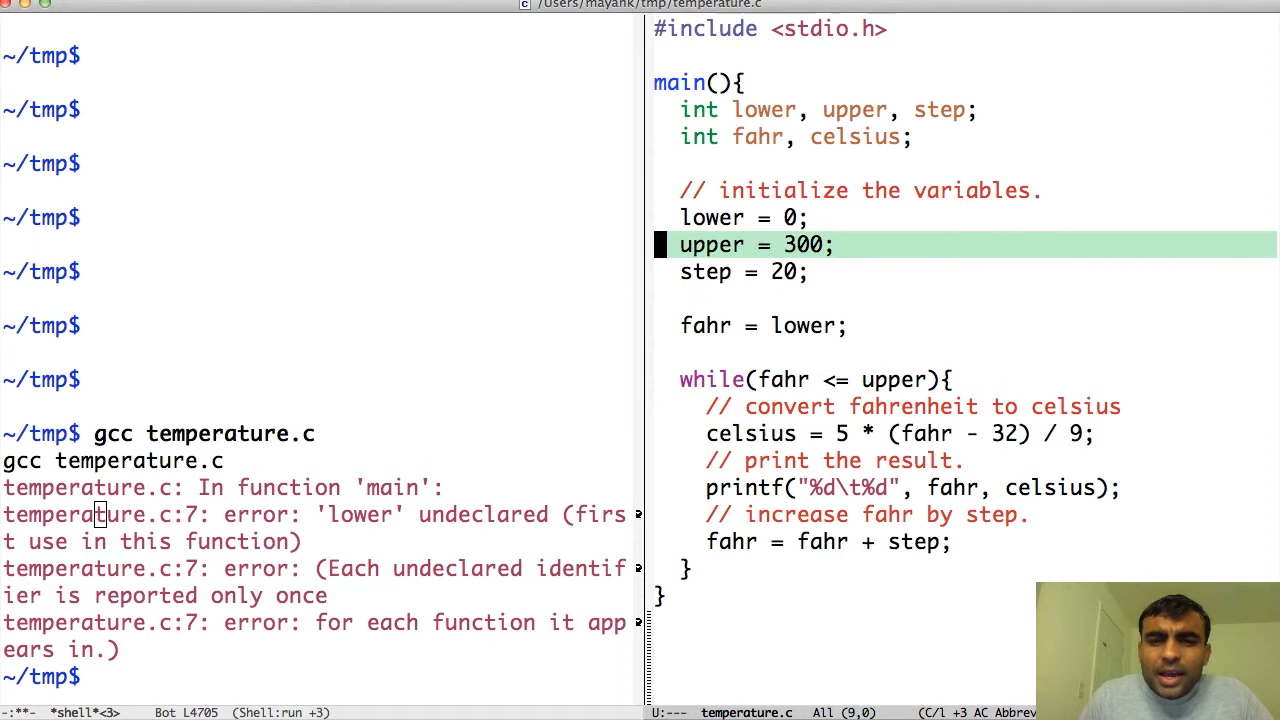 /Users/mayank/tmp/temperature.c
~/tmp$
~/tmp$
~/tmp$
~/tmp$
~/tmp$
~/tmp$
~/tmp$
~/tmp$ gcc temperature.c
gcc temperature.c
temperature.c: In function 'main':
temperature.c:7: error: 'lower' undeclared (firs
t use in this function)
temperature.c:7: error: (Each undeclared identif
ier is reported only once
temperature.c:7: error: for each function it app
ears in.)
~/tmp$
-:**- *shell*<3> Bot L4705 (Shell:run +3)
#include <stdio.h>
main(){
int lower, upper, step;
int fahr, celsius;
// initialize the variables.
lower = 0;
upper = 300;
step = 20;
fahr = lower;
while(fahr <= upper){
// convert fahrenheit to celsius
celsius = 5 * (fahr - 32) / 9;
// print the result.
printf("%d\t%d", fahr, celsius);
// increase fahr by step.
fahr = fahr + step;
}
}
U:--- temperature.c All (9,0) (C/l +3 AC Abbrev